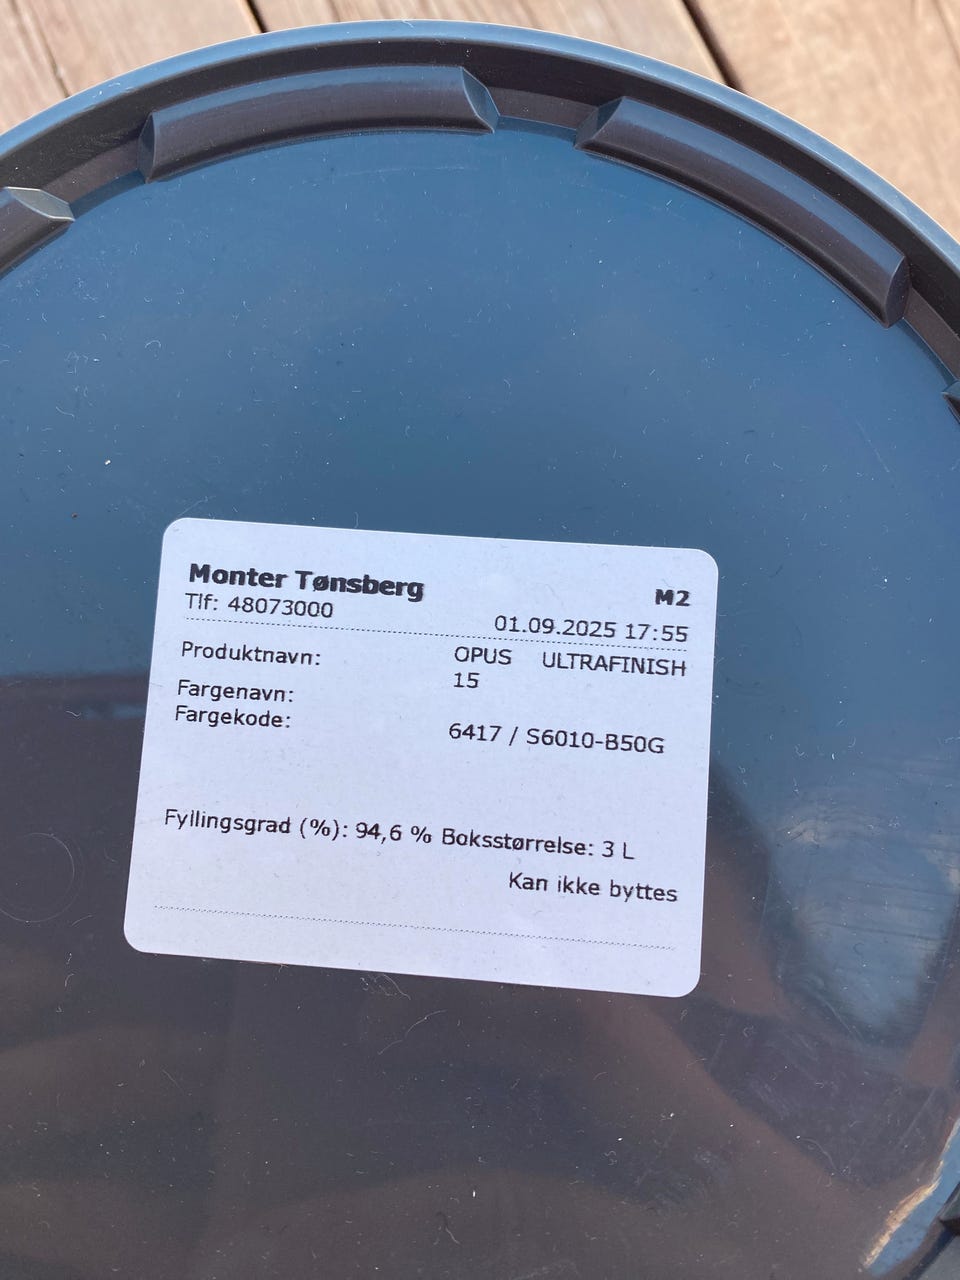 Monter Tønsberg M2
Tlf: 48073000
01.09.2025 17:55
Produktnavn: OPUS ULTRAFINISH
15
Fargenavn:
Fargekode: 6417 / S6010-B50G
Fyllingsgrad (%): 94,6 % Boksstørrelse: 3 L
Kan ikke byttes